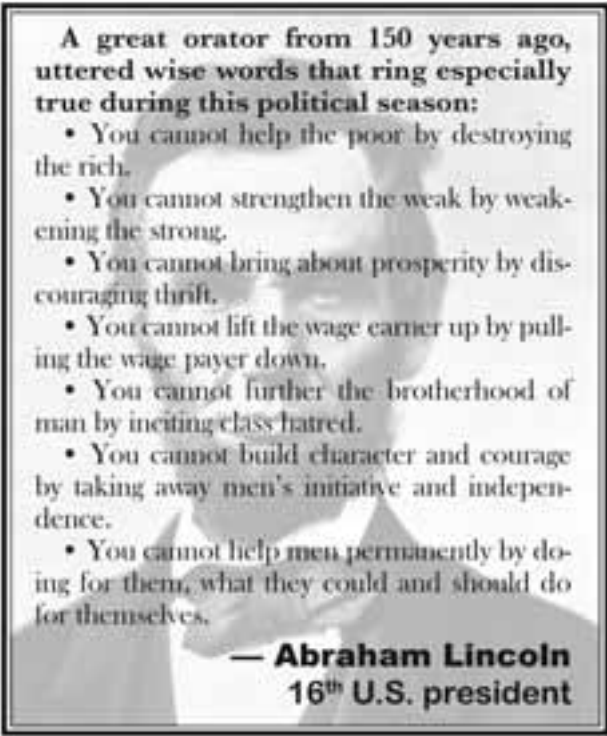 A great orator from 150 years ago,
uttered wise words that ring especially
true during this political season:
• You cannot help the poor by destroying
the rich.
• You cannot strengthen the weak by weak-
ening the strong.
• You cannot bring about prosperity by dis-
couraging thrift.
• You cannot lift the wage earner up by pull-
ing the wage payer down.
• You cannot further the brotherhood of
man by inciting class hatred.
• You cannot build character and courage
by taking away men's initiative and indepen-
dence.
• You cannot help men permanently by do-
ing for them, what they could and should do
for themselves.
— Abraham Lincoln
16th U.S. president